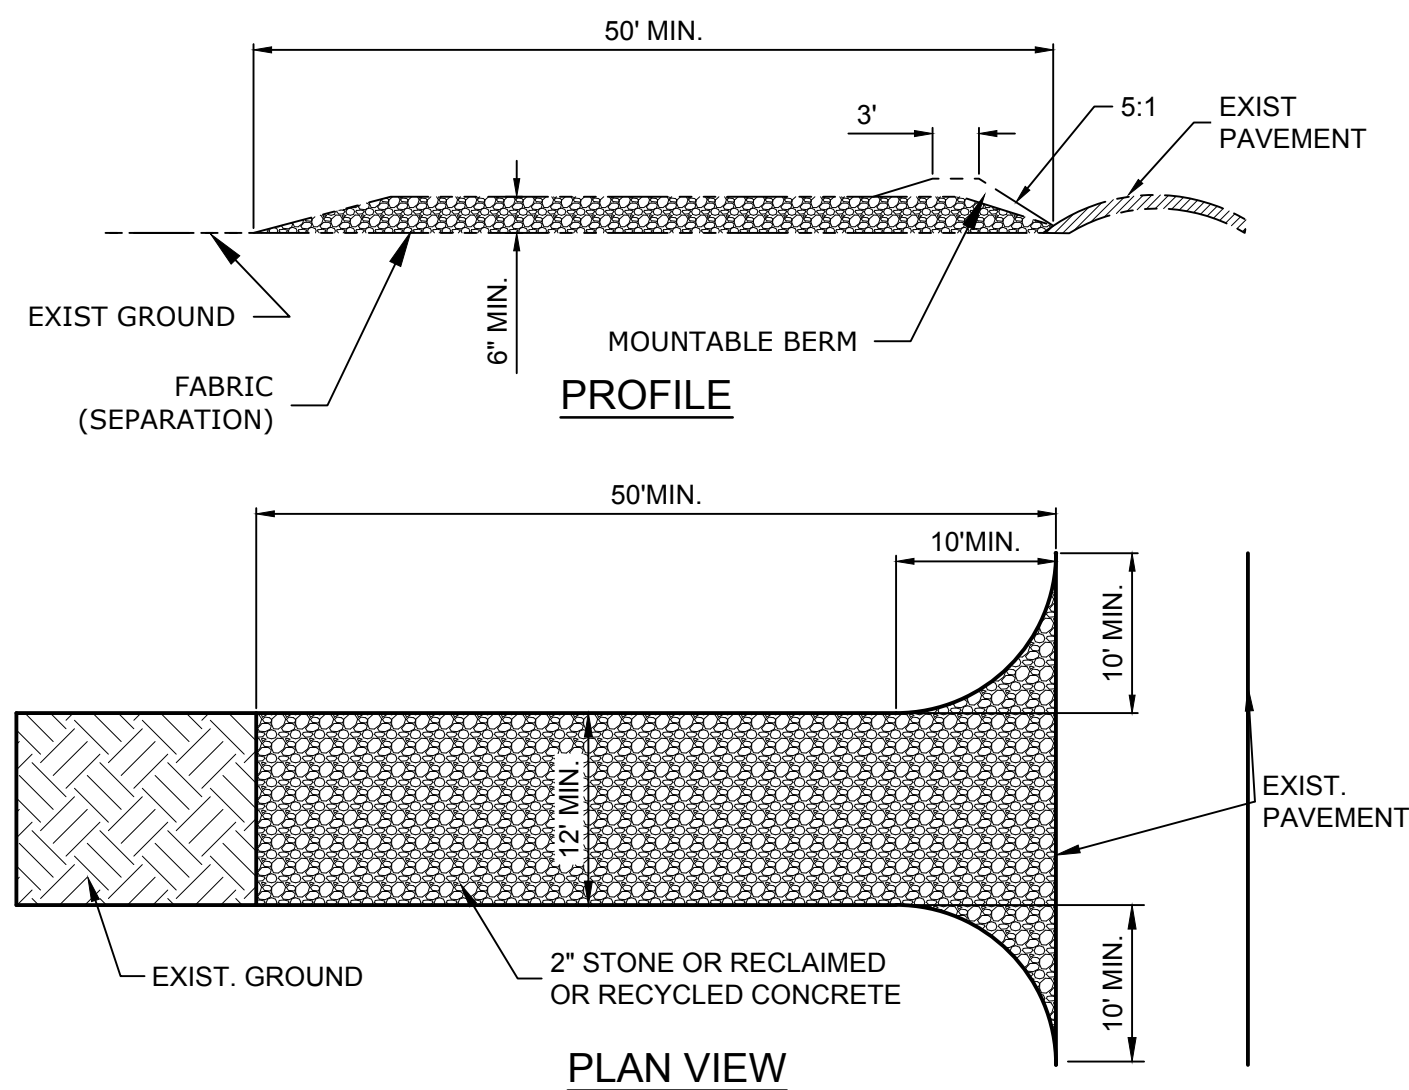 50' MIN.
3'
5:1
EXIST
PAVEMENT
EXIST GROUND
6" MIN.
MOUNTABLE BERM
FABRIC
(SEPARATION)
PROFILE
50'MIN.
10'MIN.
10' MIN.
12' MIN.
EXIST.
PAVEMENT
EXIST. GROUND
2" STONE OR RECLAIMED
OR RECYCLED CONCRETE
10' MIN.
PLAN VIEW